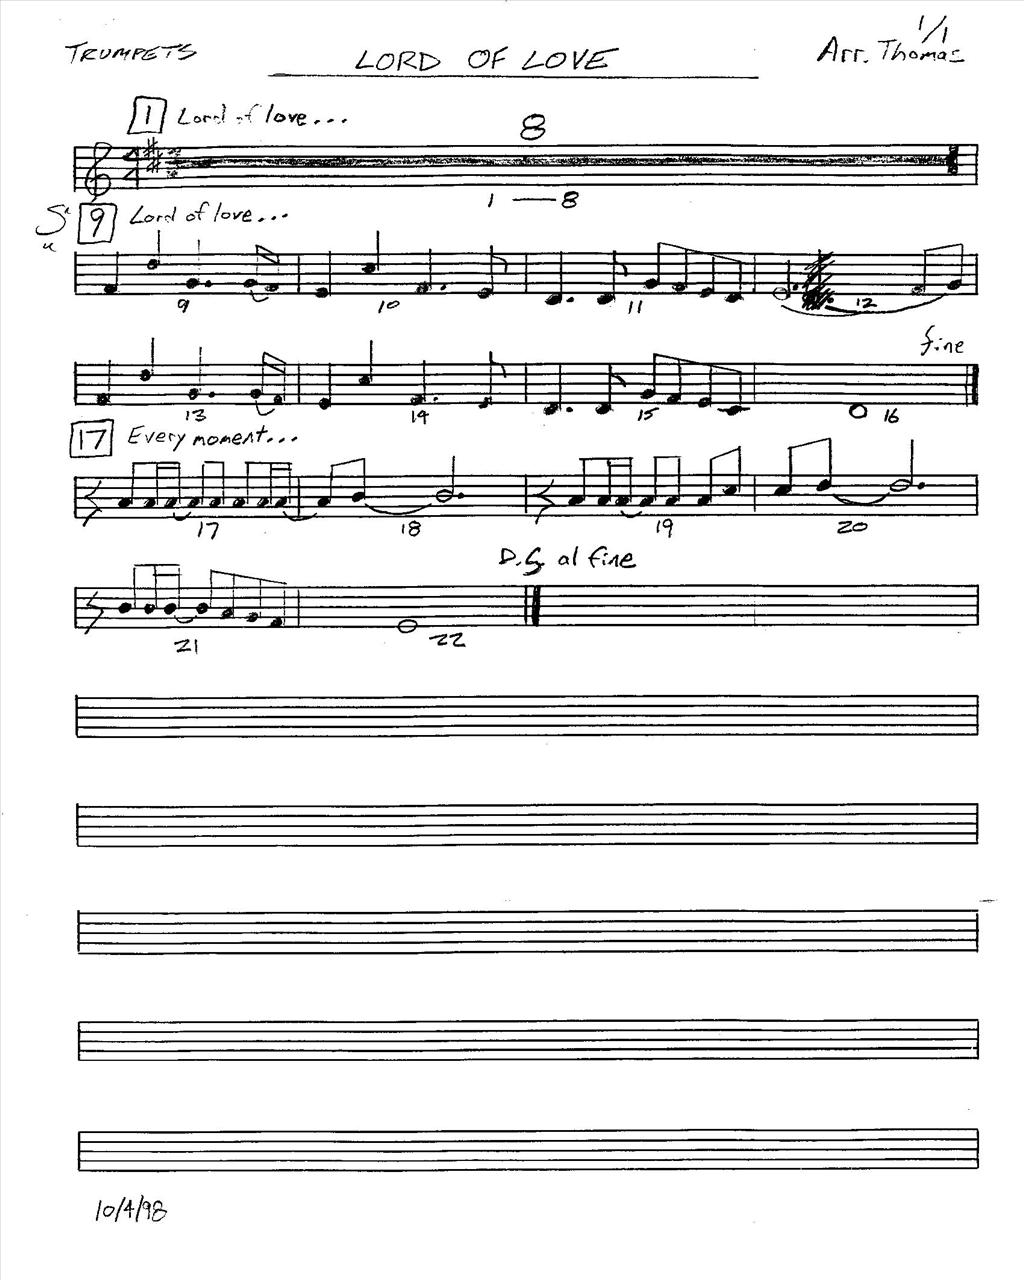 1/1
TRUMPETS
LORD OF LOVE
Arr. Thomas
1 Lord of love...
8
1 — 8
9 Lord of love...
9 10 11 12
fine
13 14 15 16
17 Every moment...
17 18 19 20
D.S. al fine
21 22
10/4/98